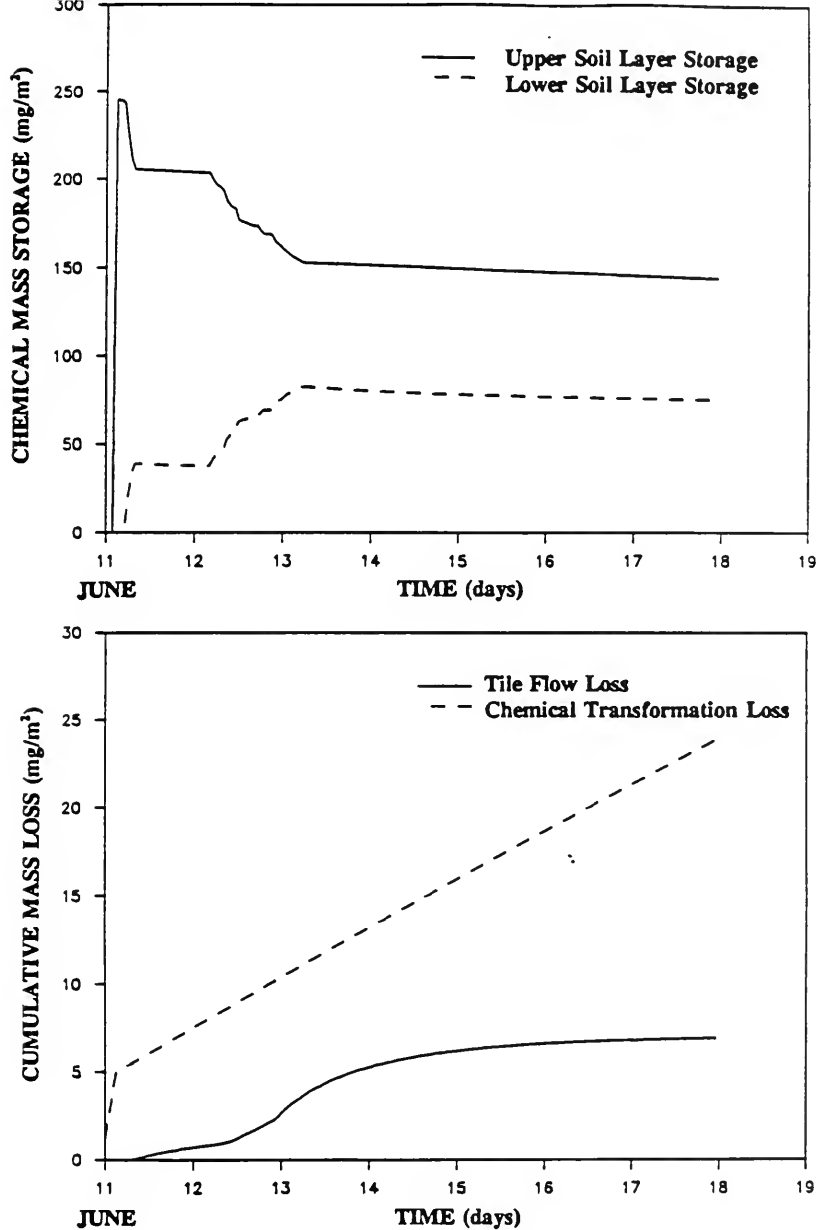 300
Upper Soil Layer Storage
Lower Soil Layer Storage
250
200
150
100
50
0
CHEMICAL MASS STORAGE (mg/m²)
11 12 13 14 15 16 17 18 19
JUNE TIME (days)
30
Tile Flow Loss
Chemical Transformation Loss
25
20
15
10
5
0
CUMULATIVE MASS LOSS (mg/m²)
11 12 13 14 15 16 17 18 19
JUNE TIME (days)